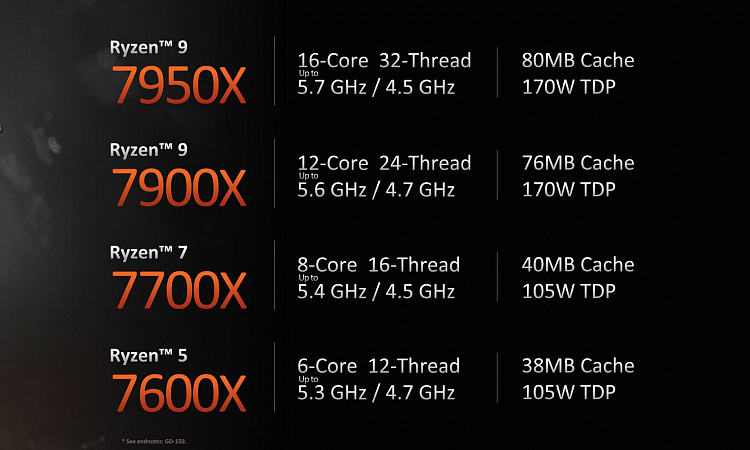 Ryzen™ 9
7950X
16-Core 32-Thread
Up to
5.7 GHz / 4.5 GHz
80MB Cache
170W TDP
Ryzen™ 9
7900X
12-Core 24-Thread
Up to
5.6 GHz / 4.7 GHz
76MB Cache
170W TDP
Ryzen™ 7
7700X
8-Core 16-Thread
Up to
5.4 GHz / 4.5 GHz
40MB Cache
105W TDP
Ryzen™ 5
7600X
6-Core 12-Thread
Up to
5.3 GHz / 4.7 GHz
38MB Cache
105W TDP
* See endnotes: GD-150.